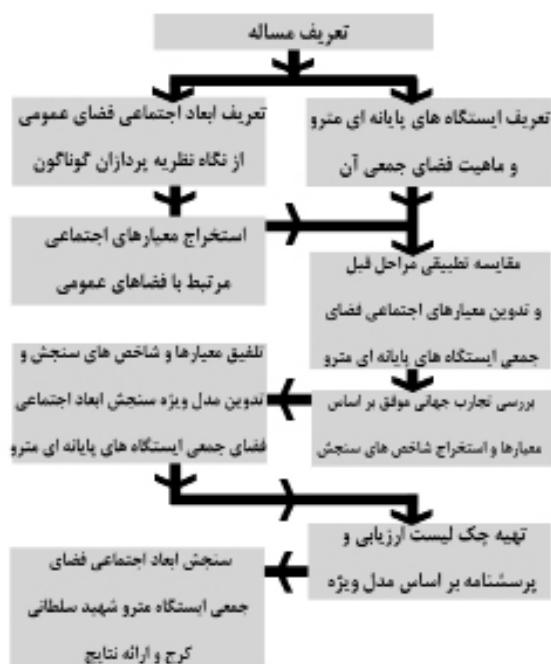 تعریف مساله
تعریف ایستگاه های پایانه ای مترو
و ماهیت فضای جمعی آن
تعریف ابعاد اجتماعی فضای عمومی
از نگاه نظریه پردازان گوناگون
استخراج معیارهای اجتماعی
مرتبط با فضاهای عمومی
مقایسه تطبیقی مراحل قبل
و تدوین معیارهای اجتماعی فضای
جمعی ایستگاه های پایانه ای مترو
بررسی تجارب جهانی موفق بر اساس
معیارها و استخراج شاخص های سنجش
تلفیق معیارها و شاخص های سنجش و
تدوین مدل ویژه سنجش ابعاد اجتماعی
فضای جمعی ایستگاه های پایانه ای مترو
تهیه چک لیست ارزیابی و
پرسشنامه بر اساس مدل ویژه
سنجش ابعاد اجتماعی فضای
جمعی ایستگاه مترو شهید سلطانی
کرج و ارائه نتایج